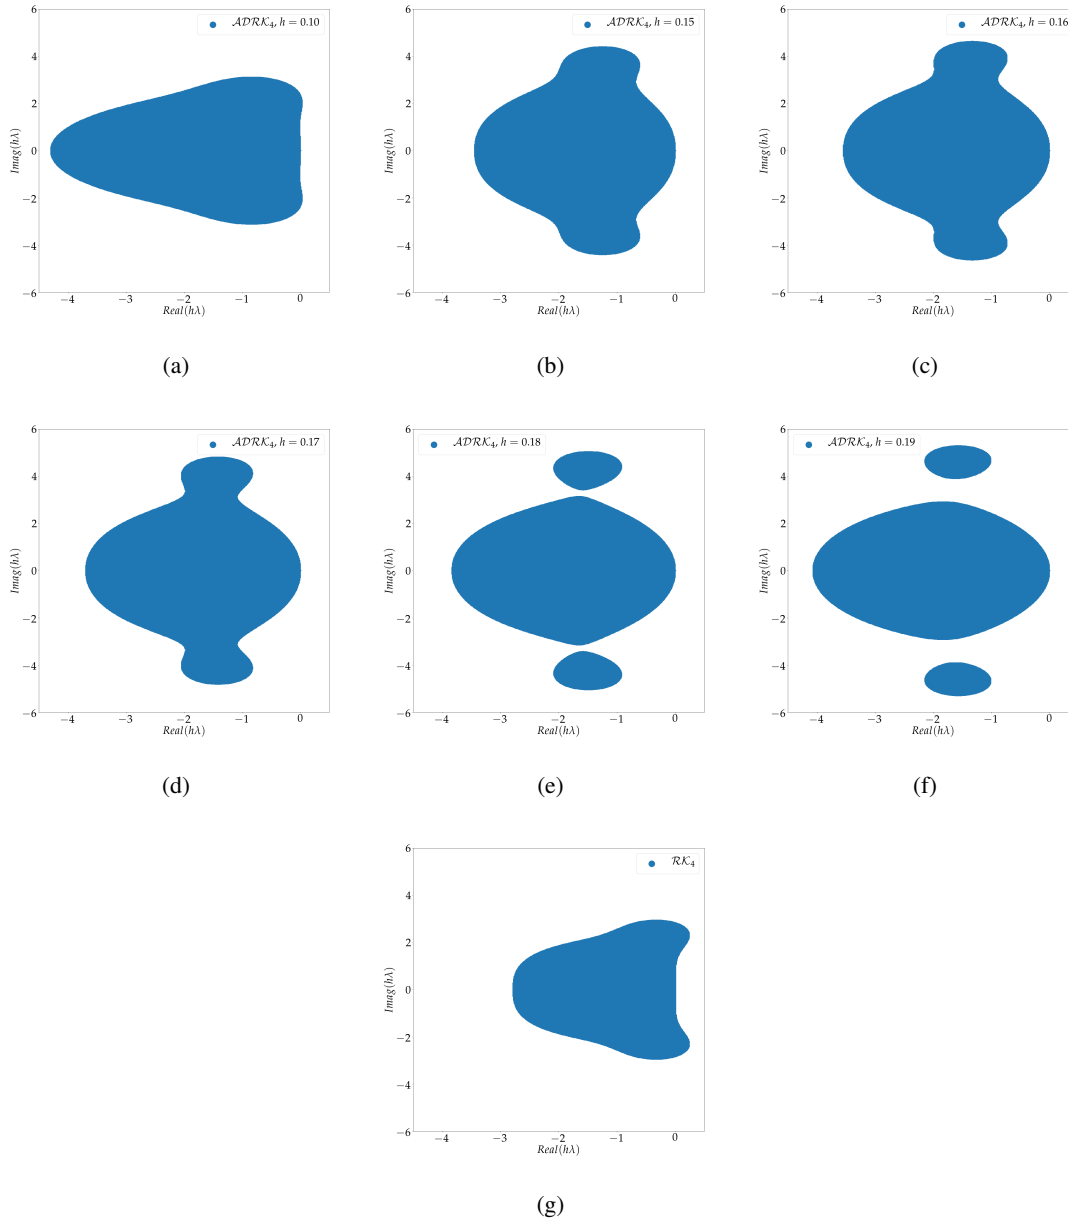 6
4
2
0
−2
−4
−6
Imag(hλ)
−4 −3 −2 −1 0
Real(hλ)
ADRK₄, h = 0.10
(a)
6
4
2
0
−2
−4
−6
Imag(hλ)
−4 −3 −2 −1 0
Real(hλ)
ADRK₄, h = 0.15
(b)
6
4
2
0
−2
−4
−6
Imag(hλ)
−4 −3 −2 −1 0
Real(hλ)
ADRK₄, h = 0.16
(c)
6
4
2
0
−2
−4
−6
Imag(hλ)
−4 −3 −2 −1 0
Real(hλ)
ADRK₄, h = 0.17
(d)
6
4
2
0
−2
−4
−6
Imag(hλ)
−4 −3 −2 −1 0
Real(hλ)
ADRK₄, h = 0.18
(e)
6
4
2
0
−2
−4
−6
Imag(hλ)
−4 −3 −2 −1 0
Real(hλ)
ADRK₄, h = 0.19
(f)
6
4
2
0
−2
−4
−6
Imag(hλ)
−4 −3 −2 −1 0
Real(hλ)
RK₄
(g)